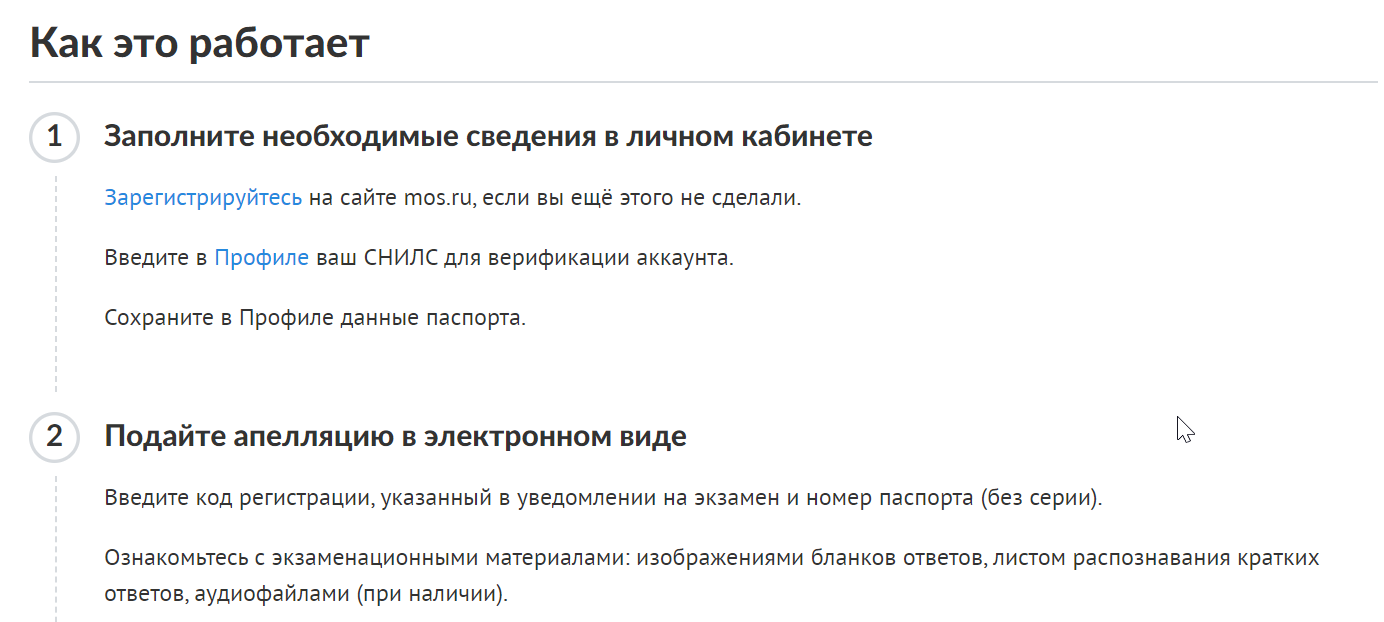 Как это работает
1
Заполните необходимые сведения в личном кабинете
Зарегистрируйтесь на сайте mos.ru, если вы ещё этого не сделали.
Введите в Профиле ваш СНИЛС для верификации аккаунта.
Сохраните в Профиле данные паспорта.
2
Подайте апелляцию в электронном виде
Введите код регистрации, указанный в уведомлении на экзамен и номер паспорта (без серии).
Ознакомьтесь с экзаменационными материалами: изображениями бланков ответов, листом распознавания кратких
ответов, аудиофайлами (при наличии).